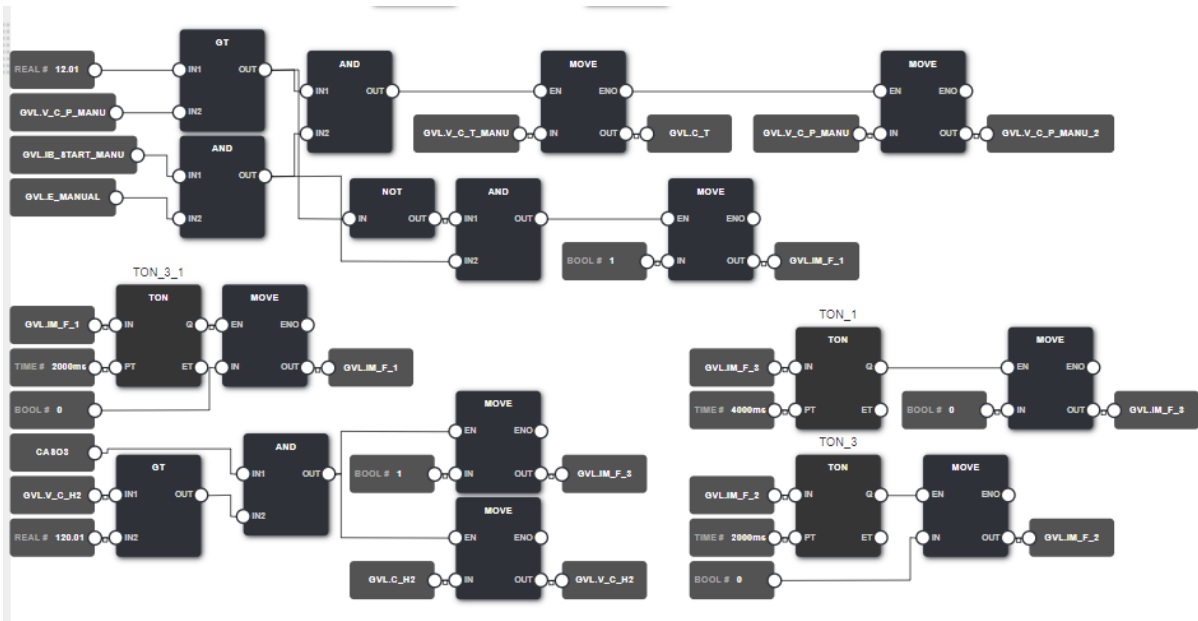 GT
REAL # 12.01
IN1
OUT
GVL.V_C_P_MANU
IN2
AND
IN1
OUT
IN2
MOVE
EN
ENO
GVL.V_C_T_MANU
IN
OUT
GVL.C_T
MOVE
EN
ENO
GVL.V_C_P_MANU
IN
OUT
GVL.V_C_P_MANU_2
GVL.IB_START_MANU
AND
IN1
OUT
GVL.E_MANUAL
IN2
NOT
IN
OUT
AND
IN1
OUT
IN2
MOVE
EN
ENO
BOOL # 1
IN
OUT
GVL.IM_F_1
TON_3_1
TON
GVL.IM_F_1
IN
Q
TIME # 2000ms
PT
ET
MOVE
EN
ENO
IN
OUT
GVL.IM_F_1
BOOL # 0
TON_1
TON
GVL.IM_F_3
IN
Q
TIME # 4000ms
PT
ET
MOVE
EN
ENO
BOOL # 0
IN
OUT
GVL.IM_F_3
CA8O3
GT
GVL.V_C_H2
IN1
OUT
REAL # 120.01
IN2
AND
IN1
OUT
IN2
MOVE
EN
ENO
BOOL # 1
IN
OUT
GVL.IM_F_3
MOVE
EN
ENO
GVL.C_H2
IN
OUT
GVL.V_C_H2
TON_3
TON
GVL.IM_F_2
IN
Q
TIME # 2000ms
PT
ET
MOVE
EN
ENO
IN
OUT
GVL.IM_F_2
BOOL # 0